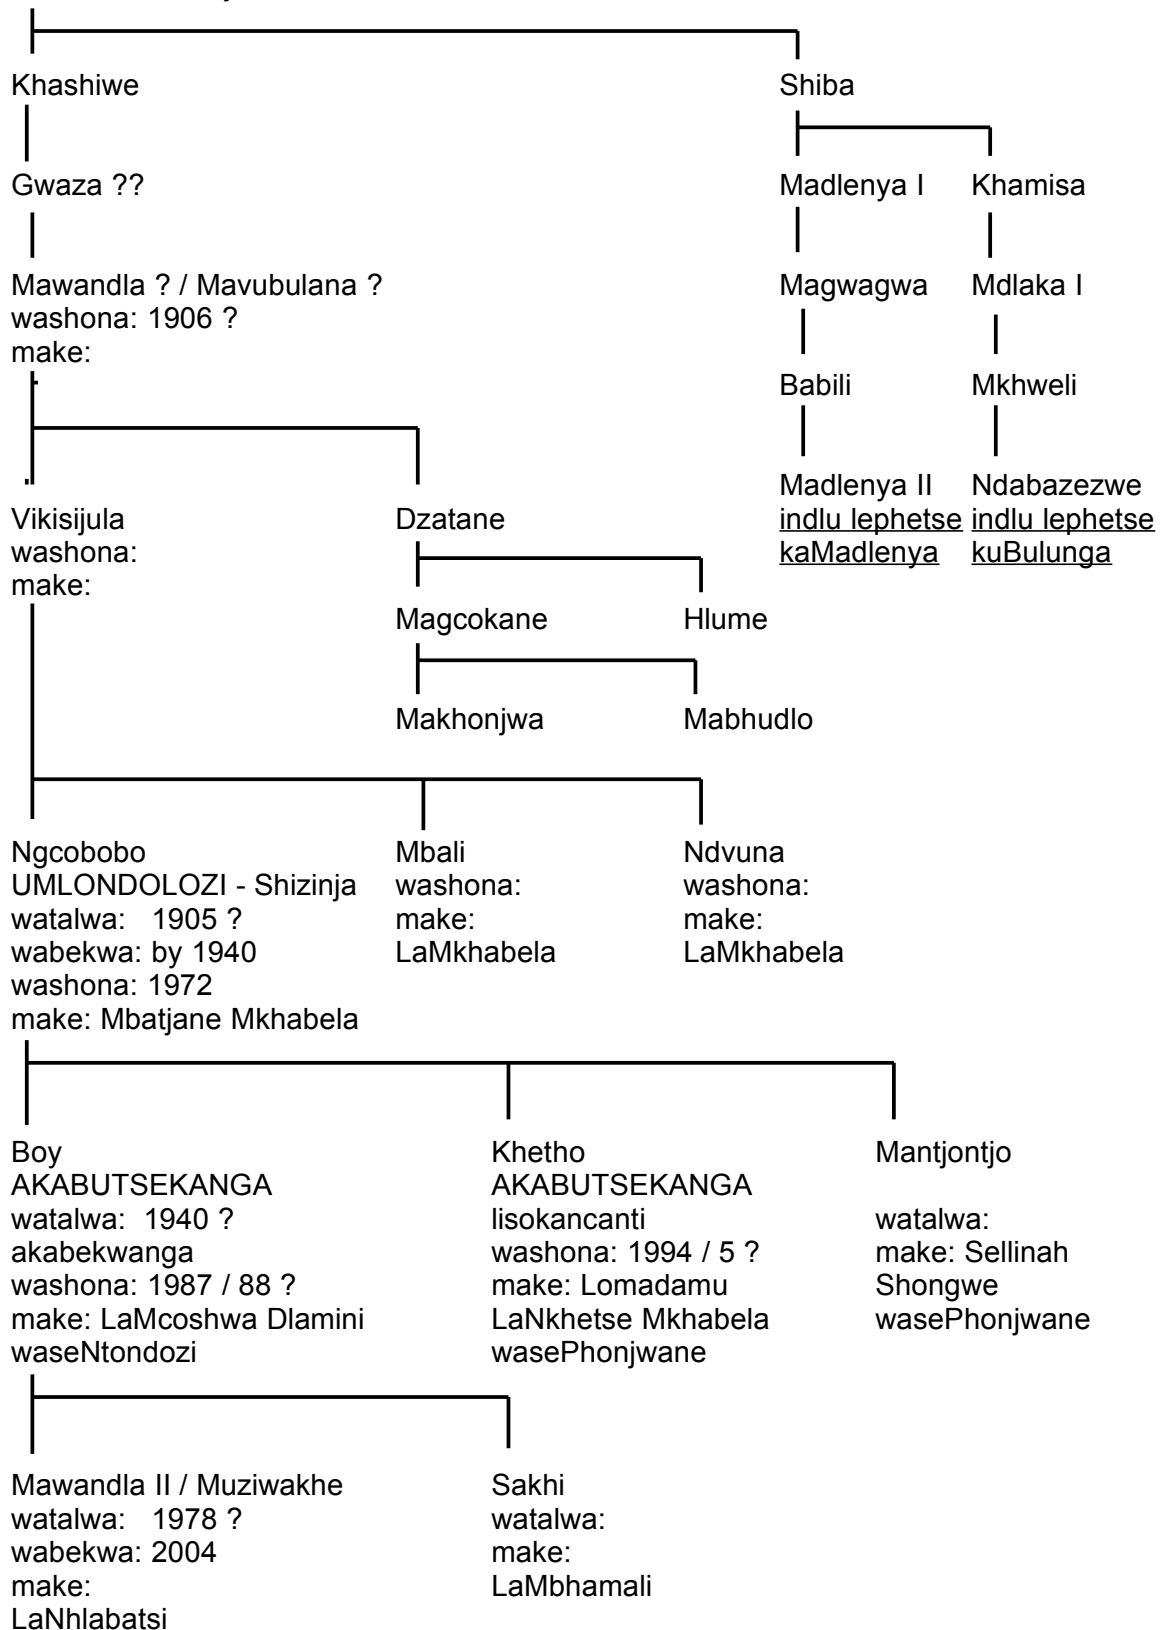 Khashiwe
Shiba
Gwaza ??
Madlenya I
Khamisa
Mawandla ? / Mavubulana ?
washona: 1906 ?
make:
Magwagwa
Mdlaka I
Babili
Mkhweli
Madlenya II
indlu lephetse
kaMadlenya
Ndabazezwe
indlu lephetse
kuBulunga
Vikisijula
washona:
make:
Dzatane
Magcokane
Hlume
Makhonjwa
Mabhudlo
Ngcobobo
UMLONDOLOZI - Shizinja
watalwa: 1905 ?
wabekwa: by 1940
washona: 1972
make: Mbatjane Mkhabela
Mbali
washona:
make:
LaMkhabela
Ndvuna
washona:
make:
LaMkhabela
Boy
AKABUTSEKANGA
watalwa: 1940 ?
akabekwanga
washona: 1987 / 88 ?
make: LaMcoshwa Dlamini
waseNtondozi
Khetho
AKABUTSEKANGA
lisokancanti
washona: 1994 / 5 ?
make: Lomadamu
LaNkhetse Mkhabela
wasePhonjwane
Mantjontjo
watalwa:
make: Sellinah
Shongwe
wasePhonjwane
Mawandla II / Muziwakhe
watalwa: 1978 ?
wabekwa: 2004
make:
LaNhlabatsi
Sakhi
watalwa:
make:
LaMbhamali